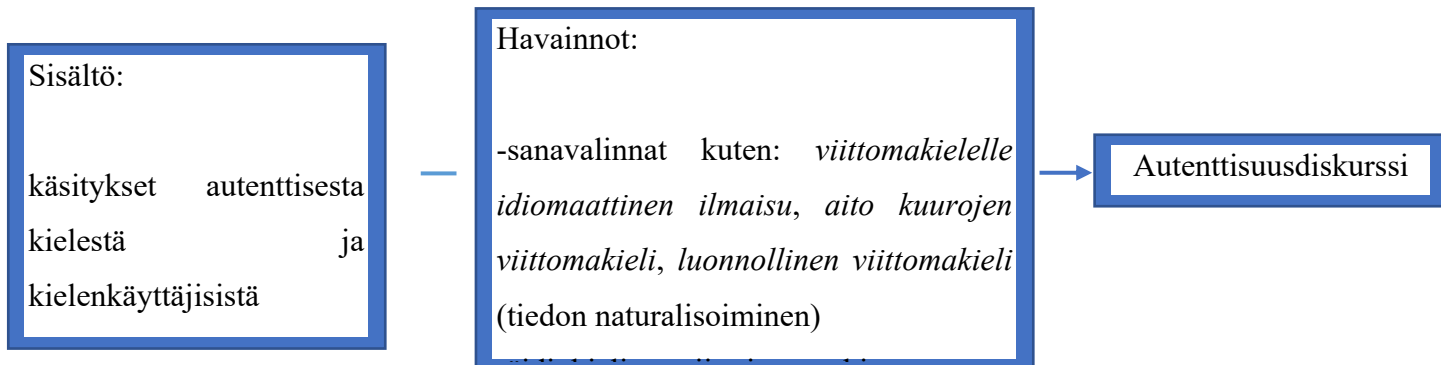 Sisältö:
käsitykset autenttisesta
kielestä ja
kielenkäyttäjisistä
Havainnot:
-sanavalinnat kuten: viittomakielelle
idiomaattinen ilmaisu, aito kuurojen
viittomakieli, luonnollinen viittomakieli
(tiedon naturalisoiminen)
Autenttisuusdiskurssi